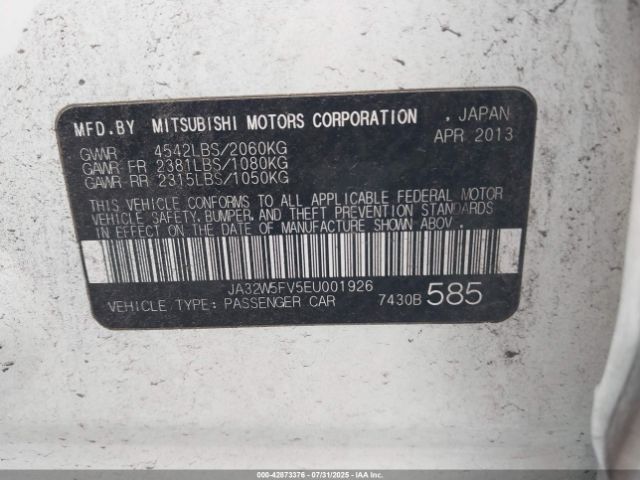 MFD.BY MITSUBISHI MOTORS CORPORATION , JAPAN
APR 2013
GVWR 4542LBS/2060KG
GAWR FR 2381LBS/1080KG
GAWR-RR 2315LBS/1050KG
THIS VEHICLE CONFORMS TO ALL APPLICABLE FEDERAL MOTOR
VEHICLE SAFETY, BUMPER, AND THEFT PREVENTION STANDARDS
IN EFFECT ON THE DATE OF MANUFACTURE SHOWN ABOVE.
JA32W5FV5EU001926
VEHICLE TYPE: PASSENGER CAR 7430B 585
000-42873376 | 07/31/2025 | Copyright © IAA, LLC